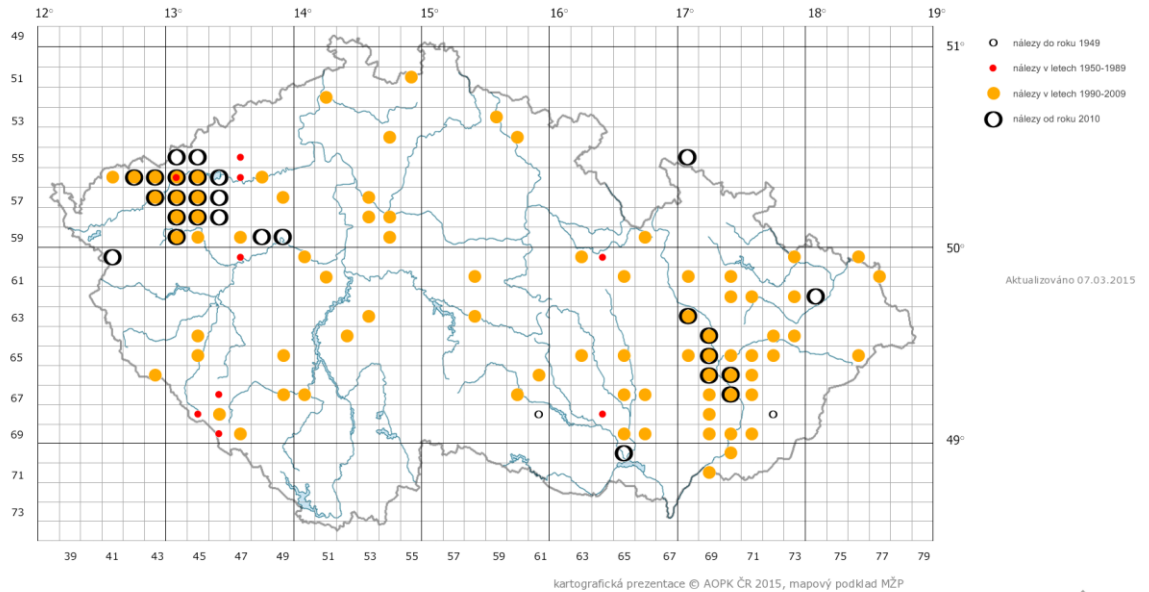 12° 13° 14° 15° 16° 17° 18° 19°
49
51°
nálezy do roku 1949
51
nálezy v letech 1950-1989
nálezy v letech 1990-2009
53
nálezy od roku 2010
55
57
59
50°
61
Aktualizováno 07.03.2015
63
65
67
69
49°
71
73
39 41 43 45 47 49 51 53 55 57 59 61 63 65 67 69 71 73 75 77 79
kartografická prezentace © AOPK ČR 2015, mapový podklad MŽP